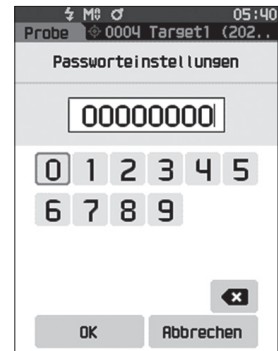 M 05:40
Probe 0004 Target1 (202..
Passworteinstellungen
00000000
0 1 2 3 4 5
6 7 8 9
OK Abbrechen